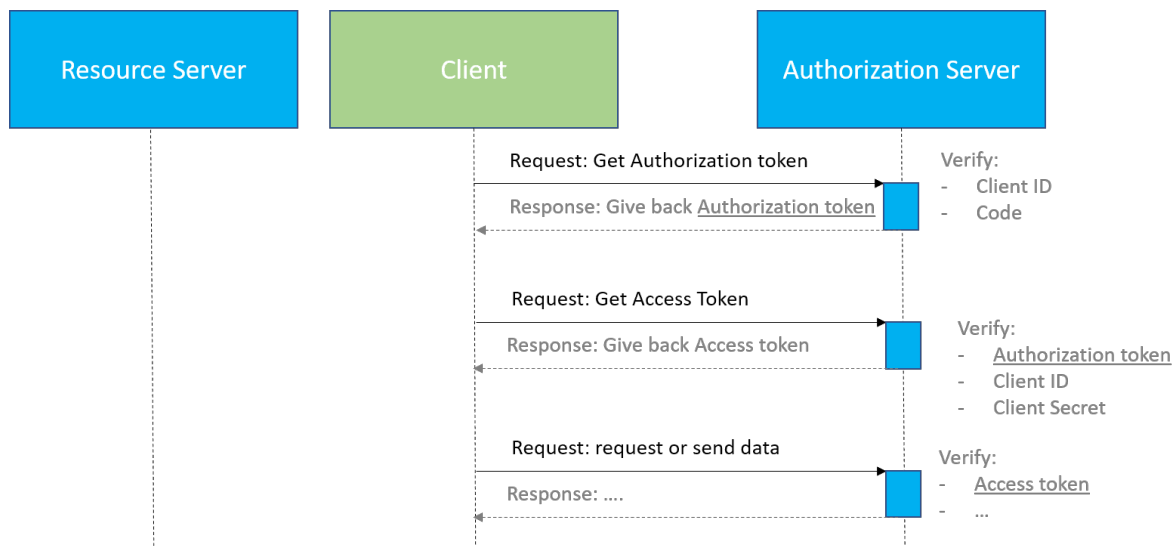 Resource Server
Client
Authorization Server
Request: Get Authorization token
Response: Give back Authorization token
Verify:
- Client ID
- Code
Request: Get Access Token
Response: Give back Access token
Verify:
- Authorization token
- Client ID
- Client Secret
Request: request or send data
Response: ....
Verify:
- Access token
- ...